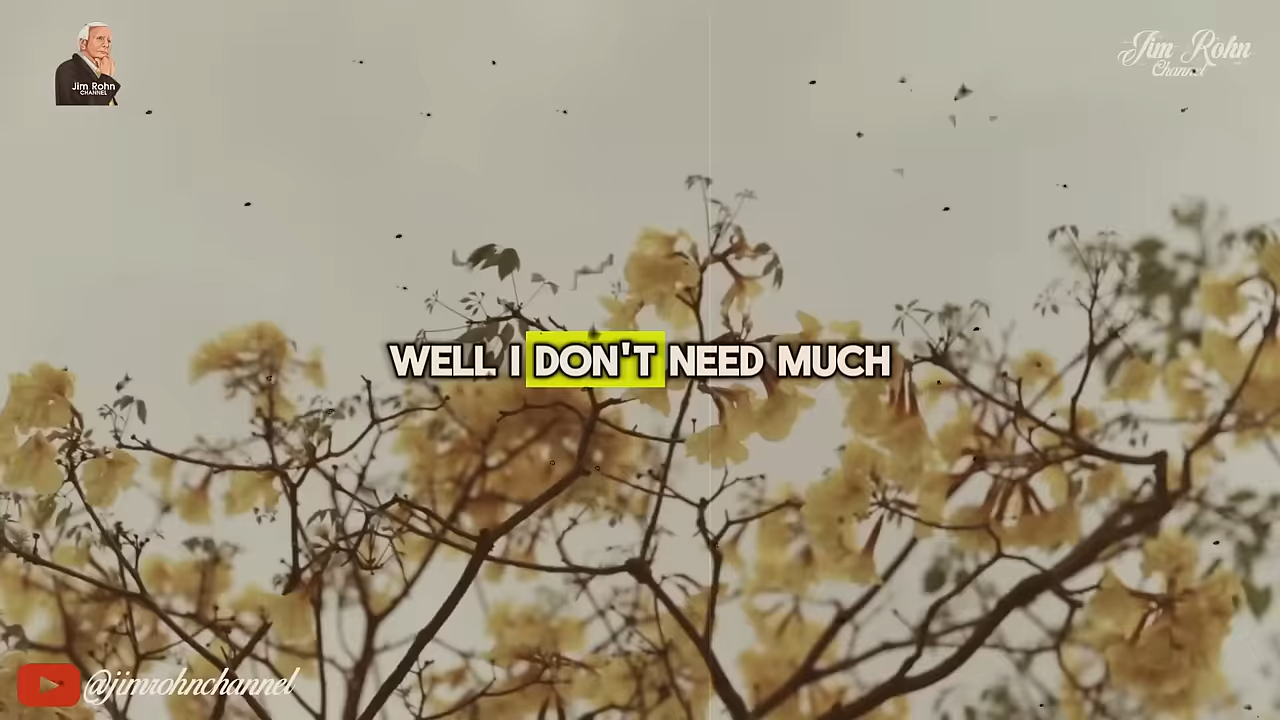 Jim Rohn
CHANNEL
Jim Rohn
Channel
WELL I DON'T NEED MUCH
@jimrohnchannel